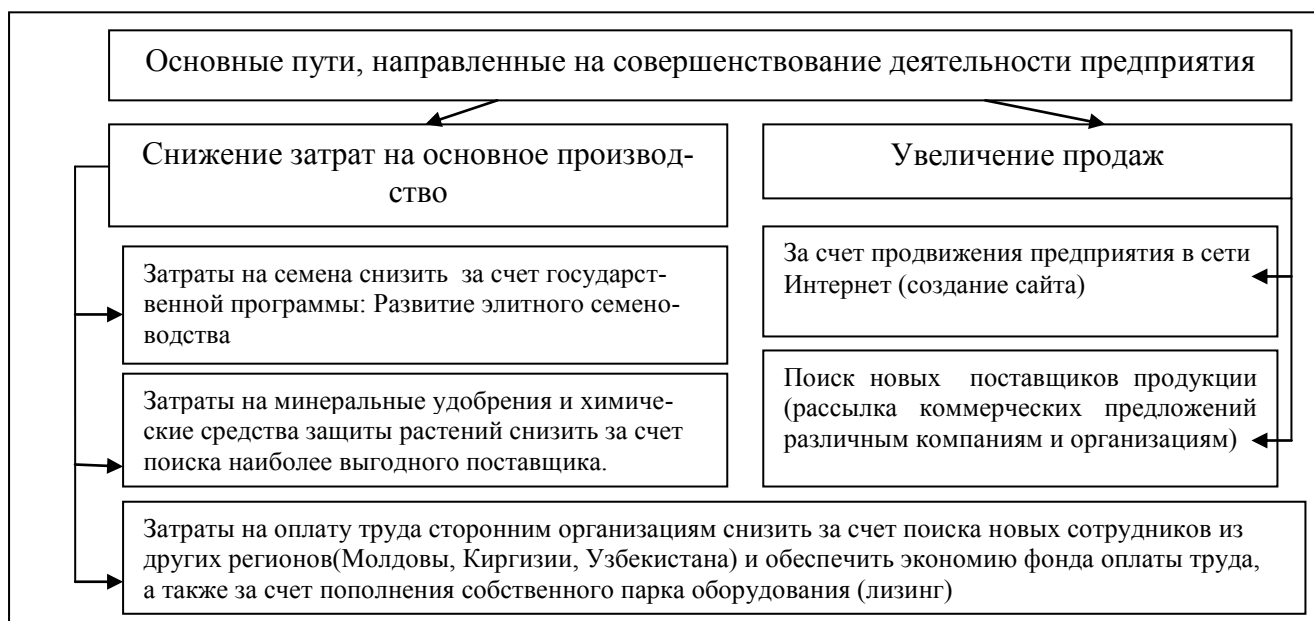 Основные пути, направленные на совершенствование деятельности предприятия
Снижение затрат на основное производ-
ство
Затраты на семена снизить за счет государст-
венной программы: Развитие элитного семено-
водства
Затраты на минеральные удобрения и химиче-
ские средства защиты растений снизить за счет
поиска наиболее выгодного поставщика.
Увеличение продаж
За счет продвижения предприятия в сети
Интернет (создание сайта)
Поиск новых поставщиков продукции
(рассылка коммерческих предложений
различным компаниям и организациям)
Затраты на оплату труда сторонним организациям снизить за счет поиска новых сотрудников из
других регионов(Молдовы, Киргизии, Узбекистана) и обеспечить экономию фонда оплаты труда,
а также за счет пополнения собственного парка оборудования (лизинг)